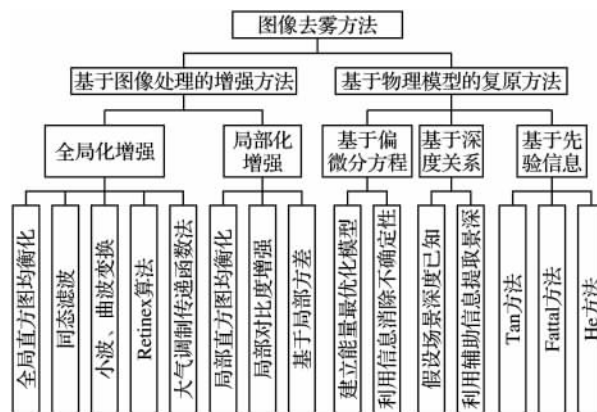 图像去雾方法
基于图像处理的增强方法
基于物理模型的复原方法
全局化增强
局部化
增强
基于偏
微分方程
基于深
度关系
基于先
验信息
全局直方图均衡化
同态滤波
小波、曲波变换
Retinex算法
大气调制传递函数法
局部直方图均衡化
局部对比度增强
基于局部方差
建立能量最优化模型
利用信息消除不确定性
假设场景深度已知
利用辅助信息提取景深
Tan方法
Fattal方法
He方法